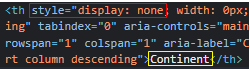 <th style="display: none; width: 0px;
ing" tabindex="0" aria-controls="mai
rowspan="1" colspan="1" aria-label="C
rt column descending">Continent</th>